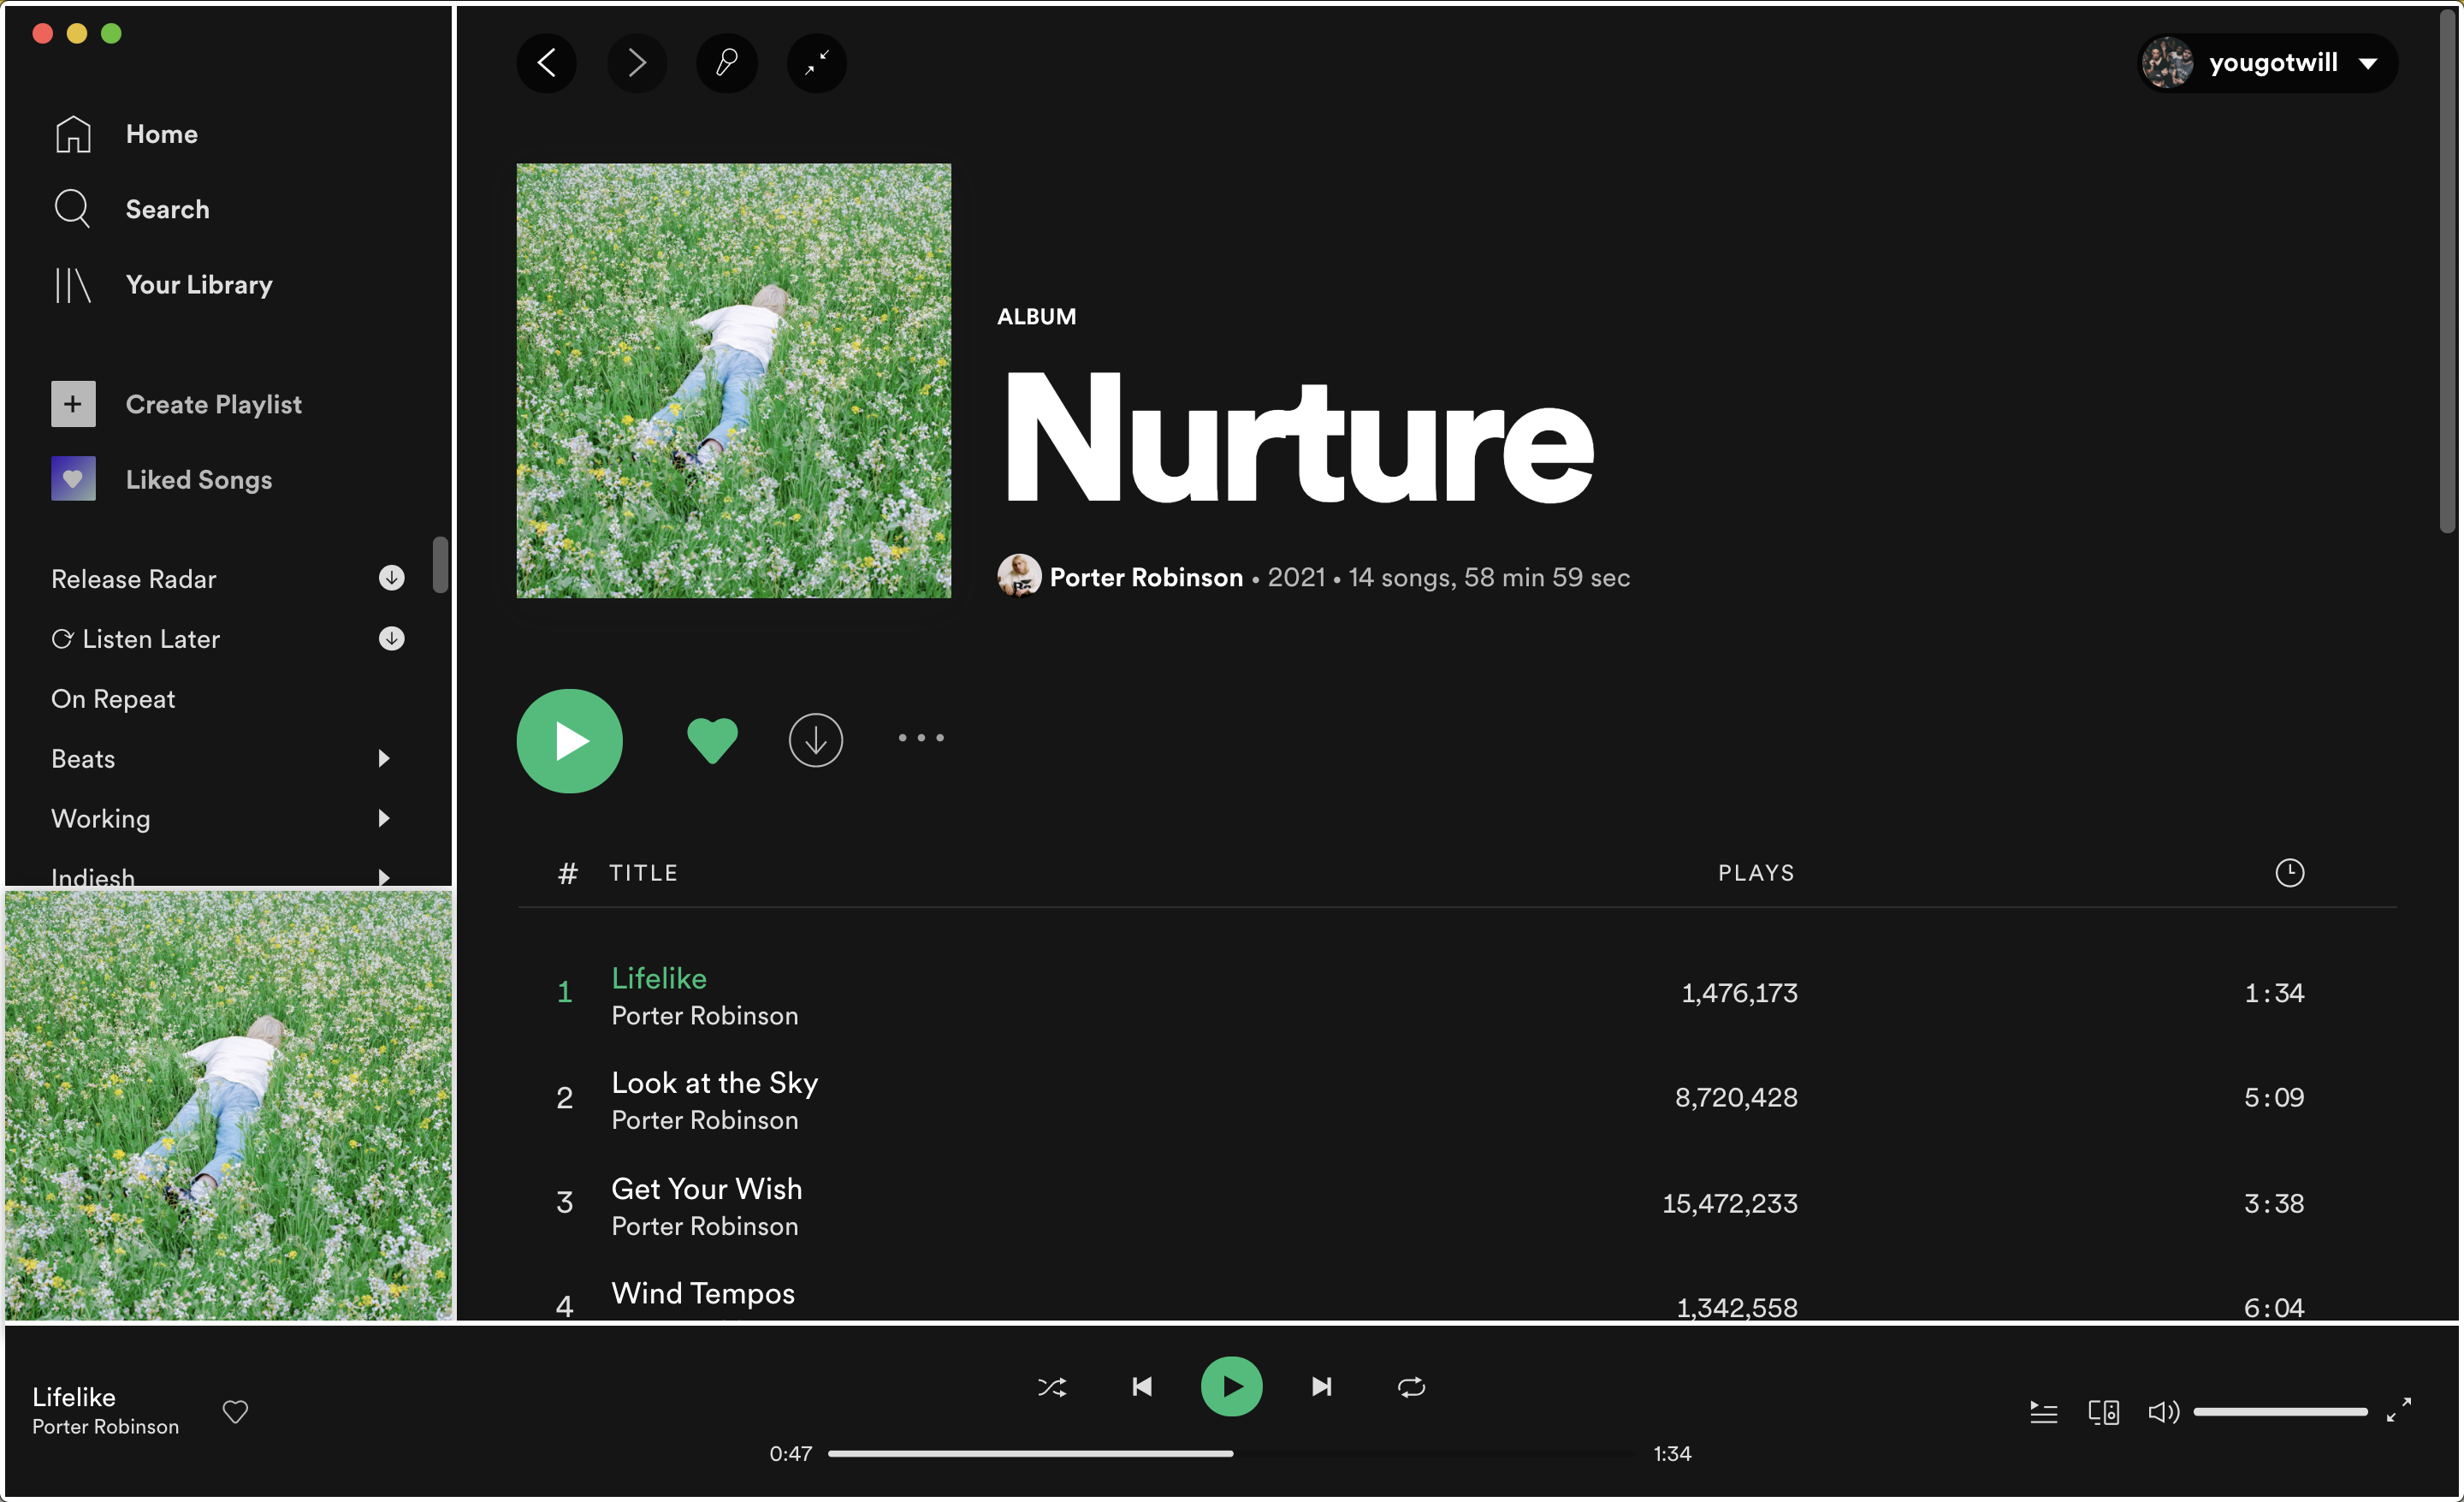 Home
Search
Your Library
Create Playlist
Liked Songs
Release Radar
Listen Later
On Repeat
Beats
Working
Indiesh
yougotwill
ALBUM
Nurture
Porter Robinson • 2021 • 14 songs, 58 min 59 sec
# TITLE PLAYS
1 Lifelike 1,476,173 1:34
Porter Robinson
2 Look at the Sky 8,720,428 5:09
Porter Robinson
3 Get Your Wish 15,472,233 3:38
Porter Robinson
4 Wind Tempos 1,342,558 6:04
Lifelike
Porter Robinson
0:47 1:34